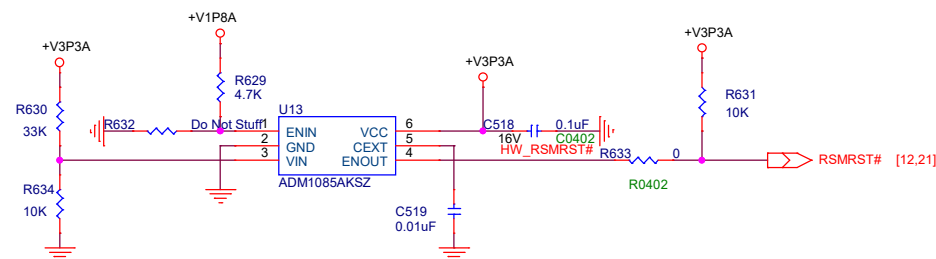 +V1P8A
+V3P3A
+V3P3A
+V3P3A
R629
4.7K
R630
33K
R631
10K
U13
R632
Do Not Stuff
1
ENIN
VCC
6
C518
0.1uF
2
GND
CEXT
5
16V
C0402
HW_RSMRST#
3
VIN
ENOUT
4
R633
0
RSMRST#
[12,21]
ADM1085AKSZ
R0402
R634
10K
C519
0.01uF